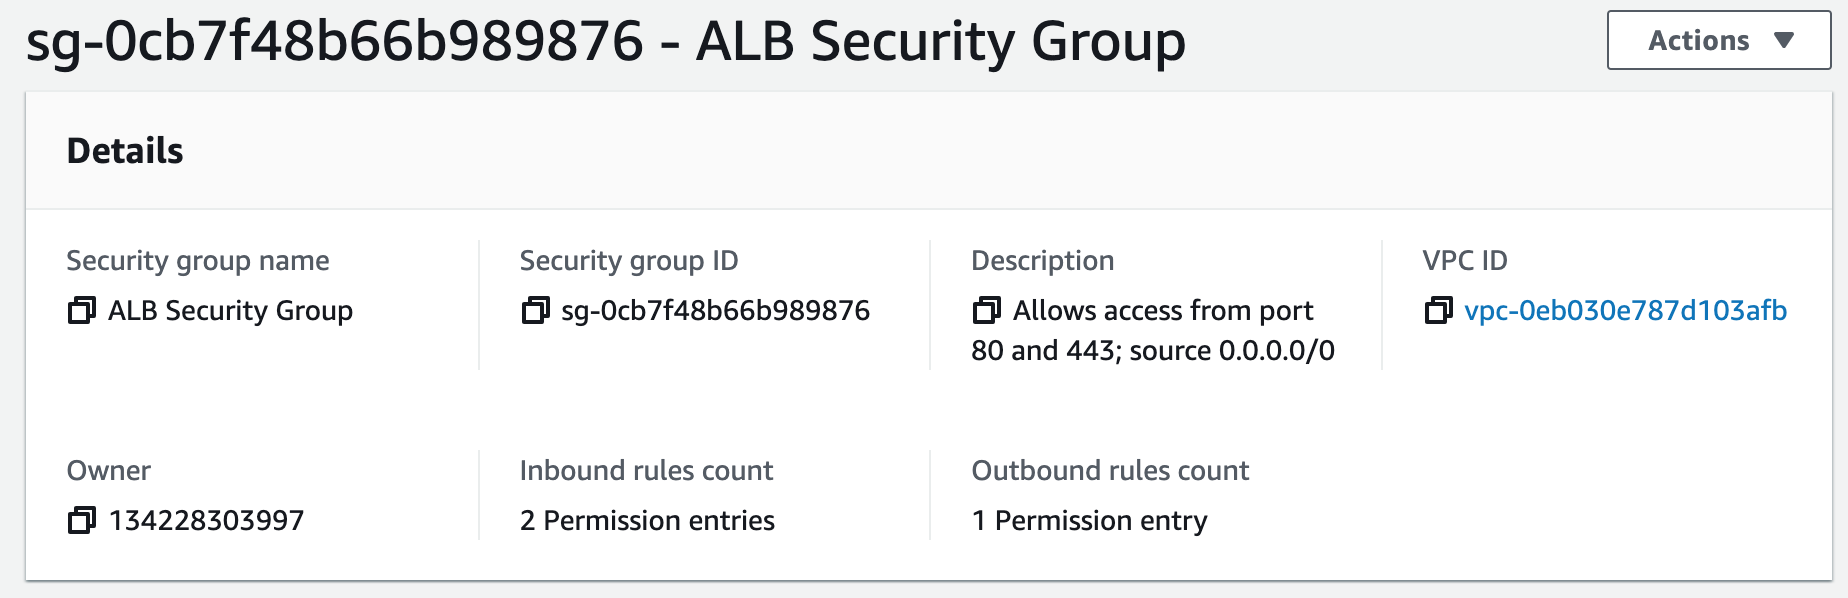 sg-0cb7f48b66b989876 - ALB Security Group
Actions
Details
Security group name
ALB Security Group
Security group ID
sg-0cb7f48b66b989876
Description
Allows access from port
80 and 443; source 0.0.0.0/0
VPC ID
vpc-0eb030e787d103afb
Owner
134228303997
Inbound rules count
2 Permission entries
Outbound rules count
1 Permission entry